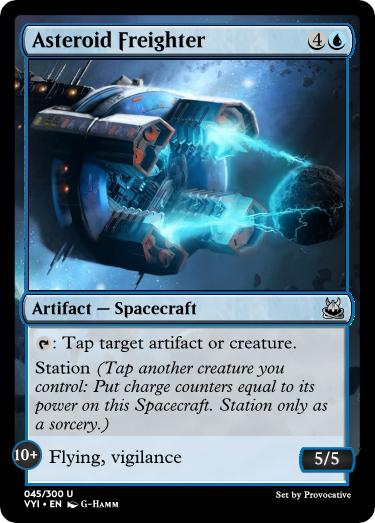 Asteroid Freighter 4
Artifact — Spacecraft
: Tap target artifact or creature.
Station (Tap another creature you
control: Put charge counters equal to its
power on this Spacecraft. Station only as
a sorcery.)
10+ Flying, vigilance
5/5
045/300 U
VYI • EN G-Hamm
Set by Provocative